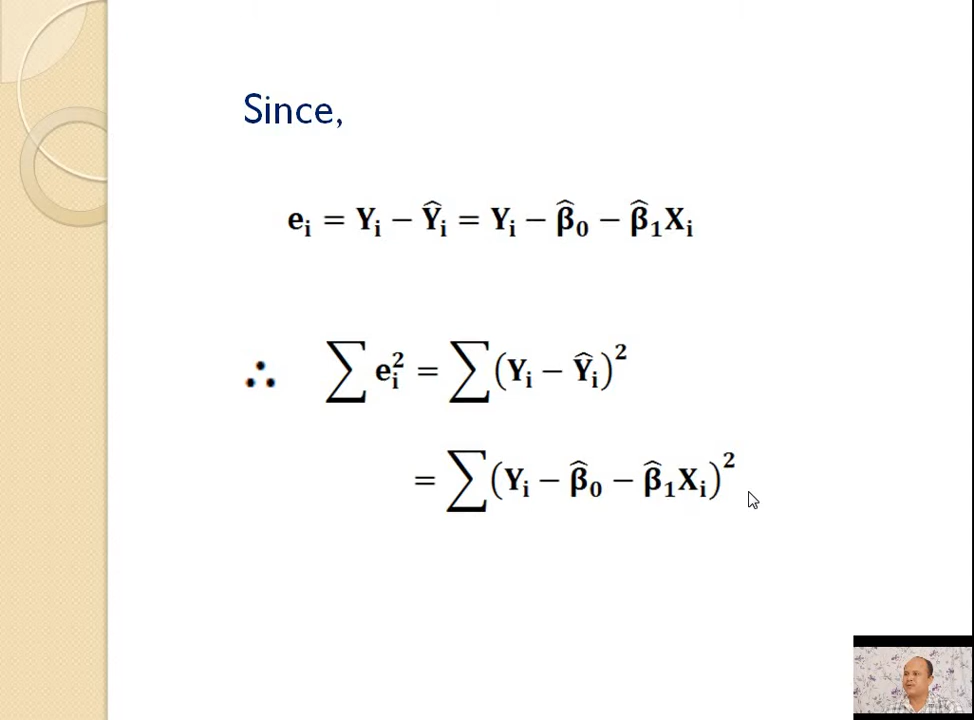 Since,
eᵢ = Yᵢ − Ŷᵢ = Yᵢ − β̂₀ − β̂₁Xᵢ
∴ ∑ eᵢ² = ∑(Yᵢ − Ŷᵢ)²
= ∑(Yᵢ − β̂₀ − β̂₁Xᵢ)²